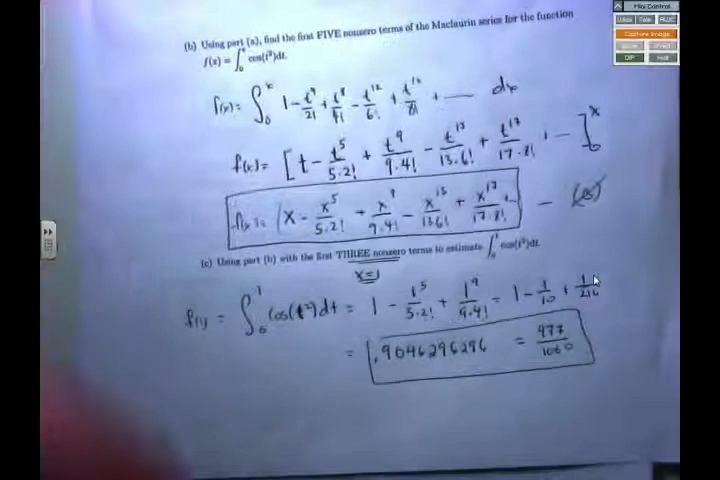 (b) Using part (a), find the first FIVE nonzero terms of the Maclaurin series for the function
f(x) = ∫₀ˣ cos(t²)dt.
f(x) = ∫₀ˣ 1 - t⁴/2! + t⁸/4! - t¹²/6! + t¹⁶/8! + ---- dx
f(x) = [t - t⁵/5·2! + t⁹/9·4! - t¹³/13·6! + t¹⁷/17·8! + -- ]₀ˣ
f(x) = (x - x⁵/5·2! + x⁹/9·4! - x¹³/13·6! + x¹⁷/17·8! -- - (0)
(c) Using part (b) with the first THREE nonzero terms to estimate ∫₀¹ cos(t²)dt.
x=1
f(1) = ∫₀¹ cos(t²)dt = 1 - 1⁵/5·2! + 1⁹/9·4! = 1 - 1/10 + 1/216
= .9046296296 = 977/1080
Capture Image